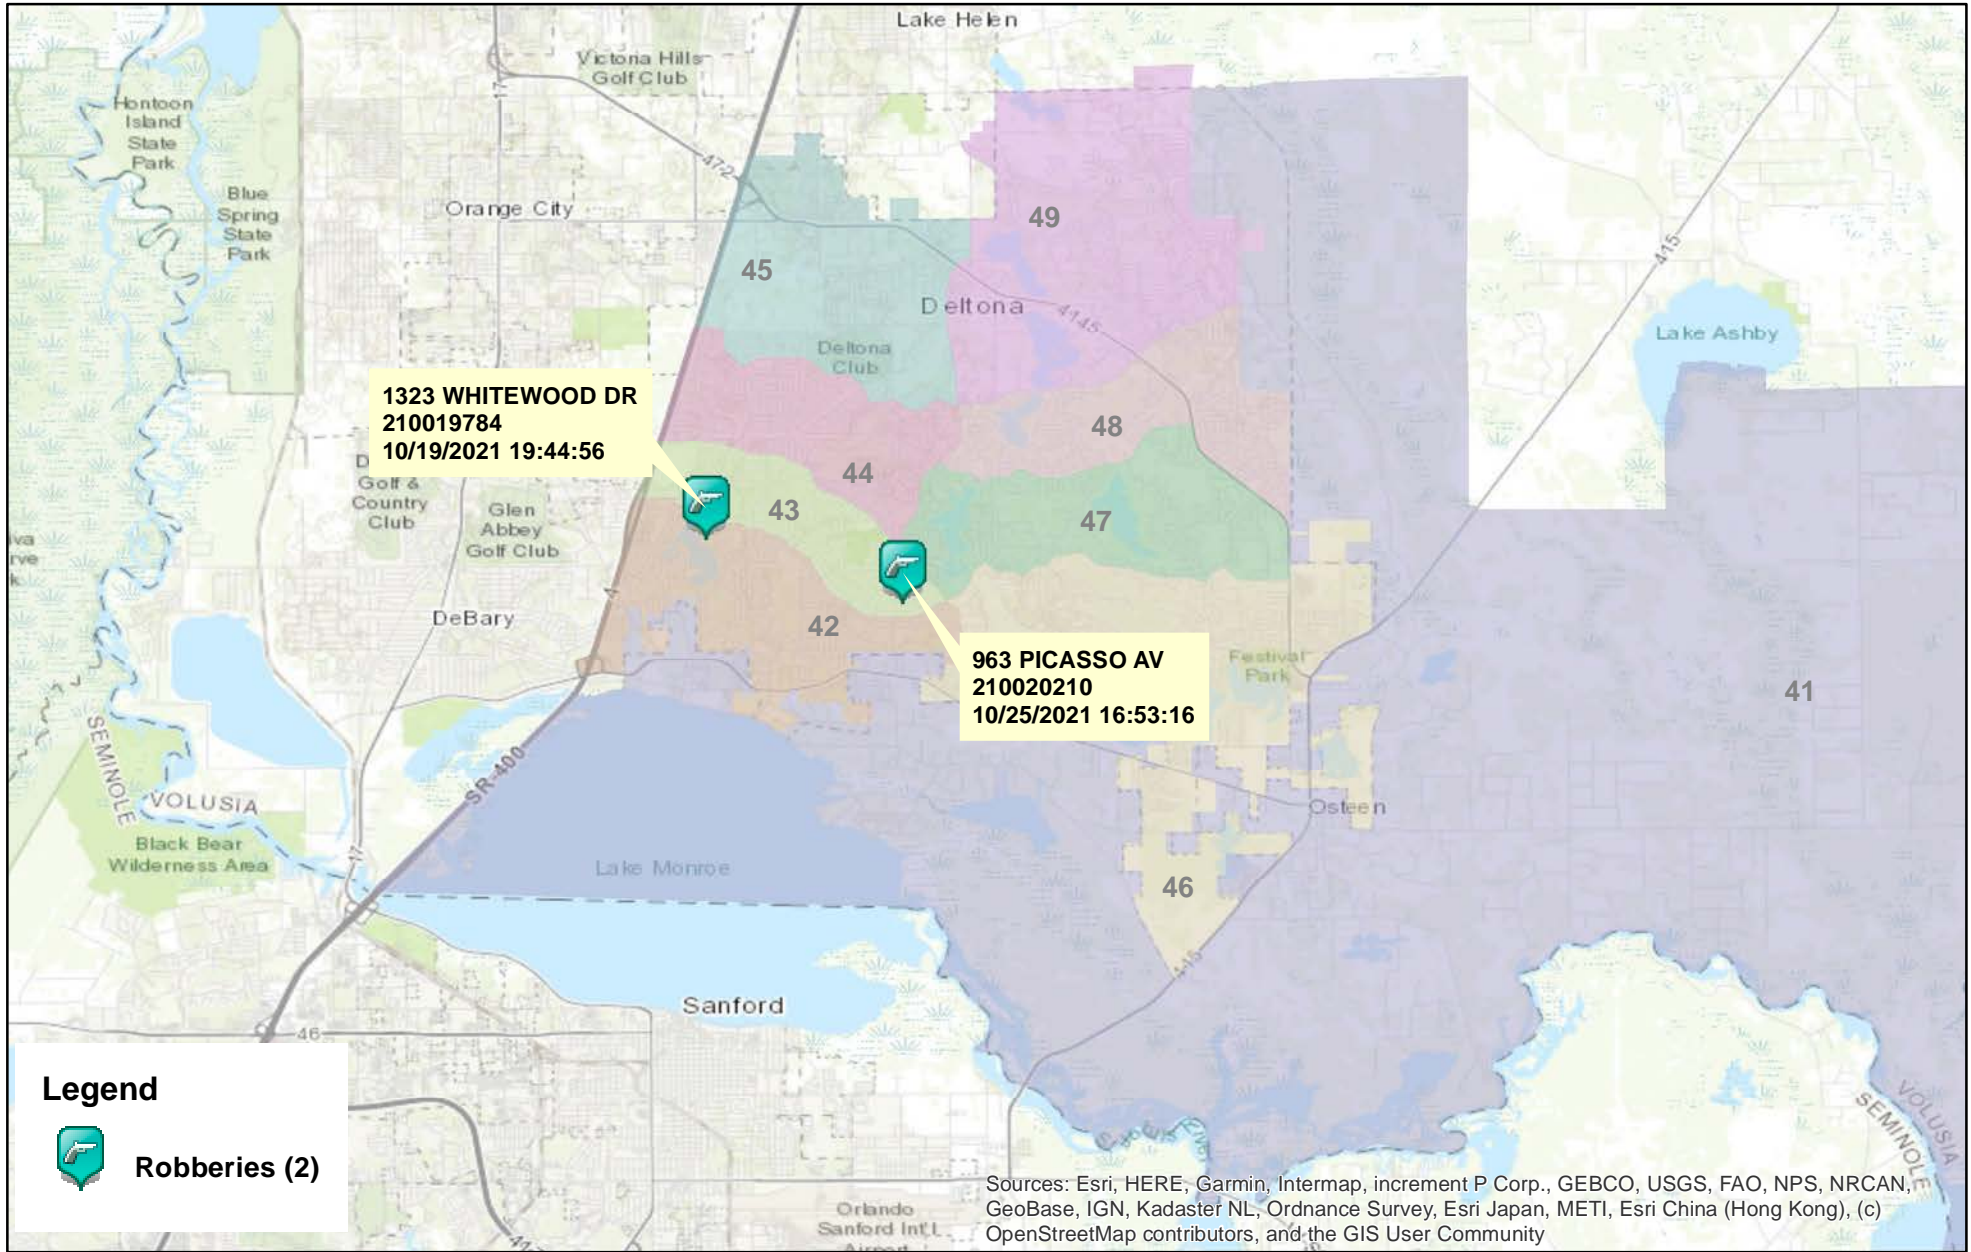 Lake Helen
Victoria Hills
Golf Club
17
Hontoon
Island
State
Park
472
Blue
Spring
State
Park
Orange City
49
415
45
Deltona
4145
Lake Ashby
Deltona
Club
1323 WHITEWOOD DR
210019784
10/19/2021 19:44:56
48
44
Golf &
Country
Club
43
Glen
Abbey
Golf Club
47
4
DeBary
42
963 PICASSO AV
210020210
10/25/2021 16:53:16
Festival
Park
41
SEMINOLE
VOLUSIA
SR-400
Osteen
Black Bear
Wilderness Area
17
Lake Monroe
46
415
Sanford
46
Legend
Robberies (2)
VOLUSIA
SEMINOLE
Sources: Esri, HERE, Garmin, Intermap, increment P Corp., GEBCO, USGS, FAO, NPS, NRCAN,
GeoBase, IGN, Kadaster NL, Ordnance Survey, Esri Japan, METI, Esri China (Hong Kong), (c)
OpenStreetMap contributors, and the GIS User Community
Orlando
Sanford Int'L
Airport
417